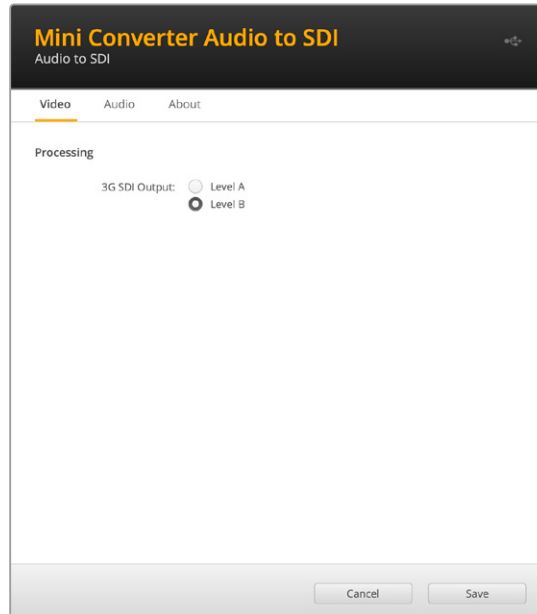 Mini Converter Audio to SDI
Audio to SDI
Video Audio About
Processing
3G SDI Output: Level A
Level B
Cancel Save